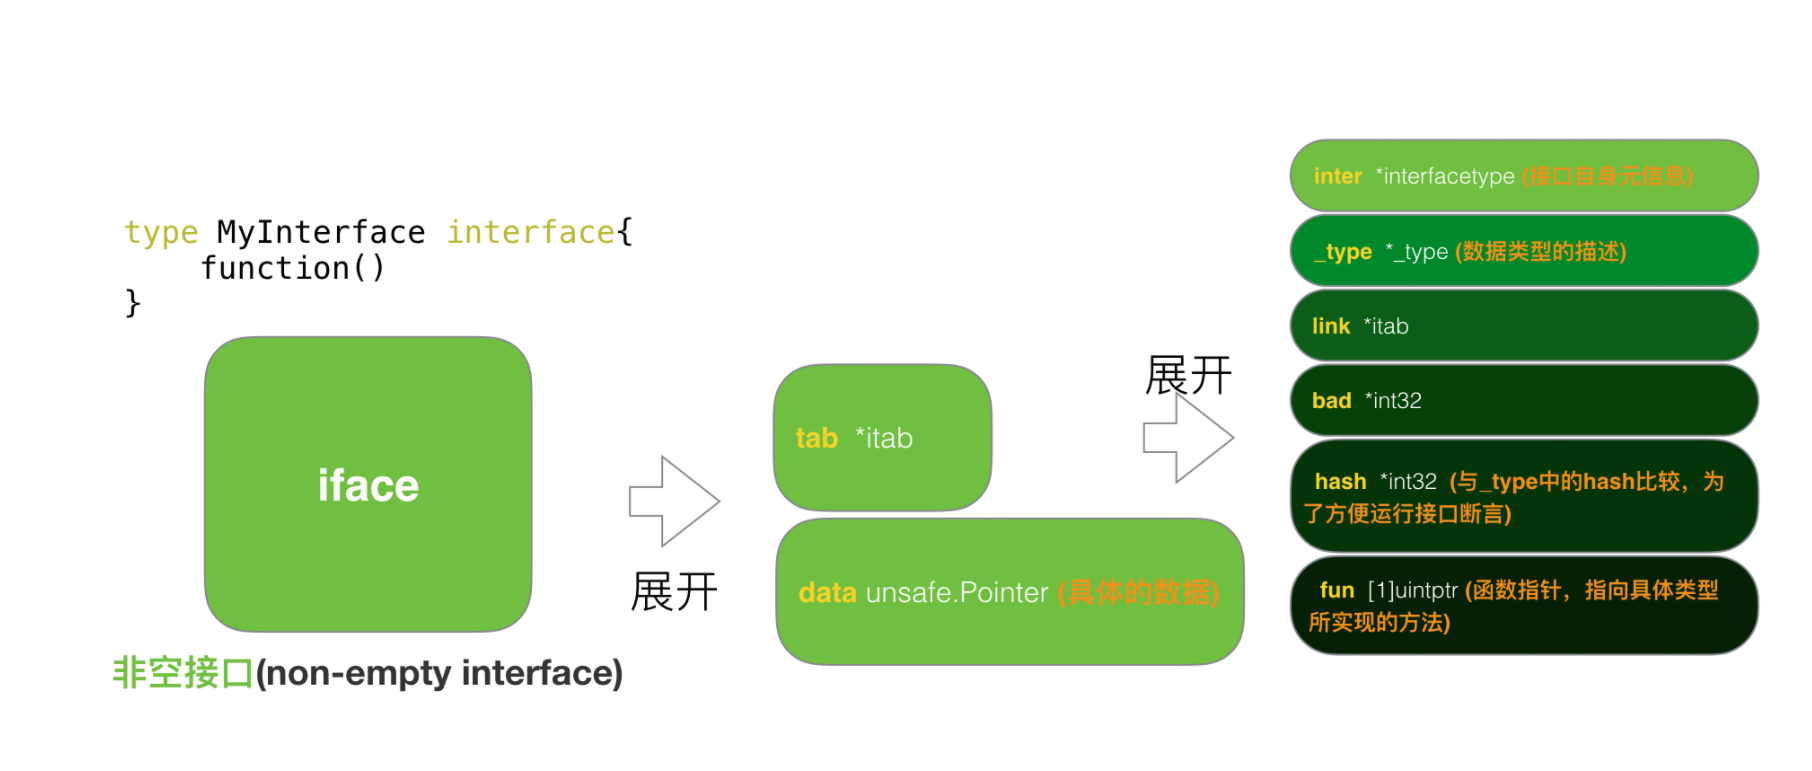 type MyInterface interface{
function()
}
iface
非空接口(non-empty interface)
展开
tab *itab
data unsafe.Pointer (具体的数据)
展开
inter *interfacetype (接口自身元信息)
_type *_type (数据类型的描述)
link *itab
bad *int32
hash *int32 (与_type中的hash比较，为
了方便运行接口断言)
fun [1]uintptr (函数指针，指向具体类型
所实现的方法)